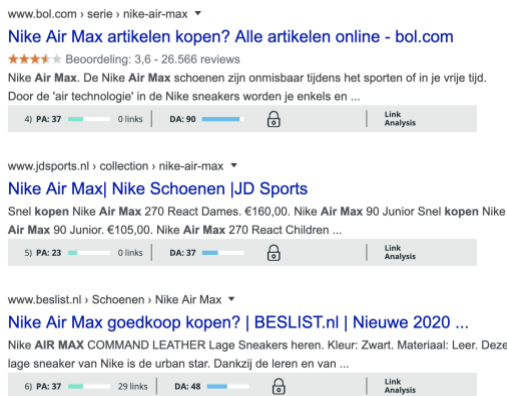 www.bol.com › serie › nike-air-max
Nike Air Max artikelen kopen? Alle artikelen online - bol.com
Beoordeling: 3,6 - 26.566 reviews
Nike Air Max. De Nike Air Max schoenen zijn onmisbaar tijdens het sporten of in je vrije tijd.
Door de 'air technologie' in de Nike sneakers worden je enkels en ...
4) PA: 37 0 links DA: 90 Link Analysis
www.jdsports.nl › collection › nike-air-max
Nike Air Max| Nike Schoenen |JD Sports
Snel kopen Nike Air Max 270 React Dames. €160,00. Nike Air Max 90 Junior Snel kopen Nike
Air Max 90 Junior. €105,00. Nike Air Max 270 React Children ...
5) PA: 23 0 links DA: 37 Link Analysis
www.beslist.nl › Schoenen › Nike Air Max
Nike Air Max goedkoop kopen? | BESLIST.nl | Nieuwe 2020 ...
Nike AIR MAX COMMAND LEATHER Lage Sneakers heren. Kleur: Zwart. Materiaal: Leer. Deze
lage sneaker van Nike is de urban star. Dankzij de leren en van ...
6) PA: 37 29 links DA: 48 Link Analysis